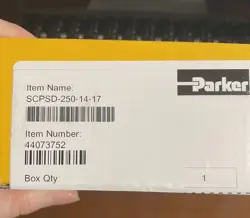 Item Name:
SCPSD-250-14-17
Parker
Item Number:
44073752
Box Qty:
1